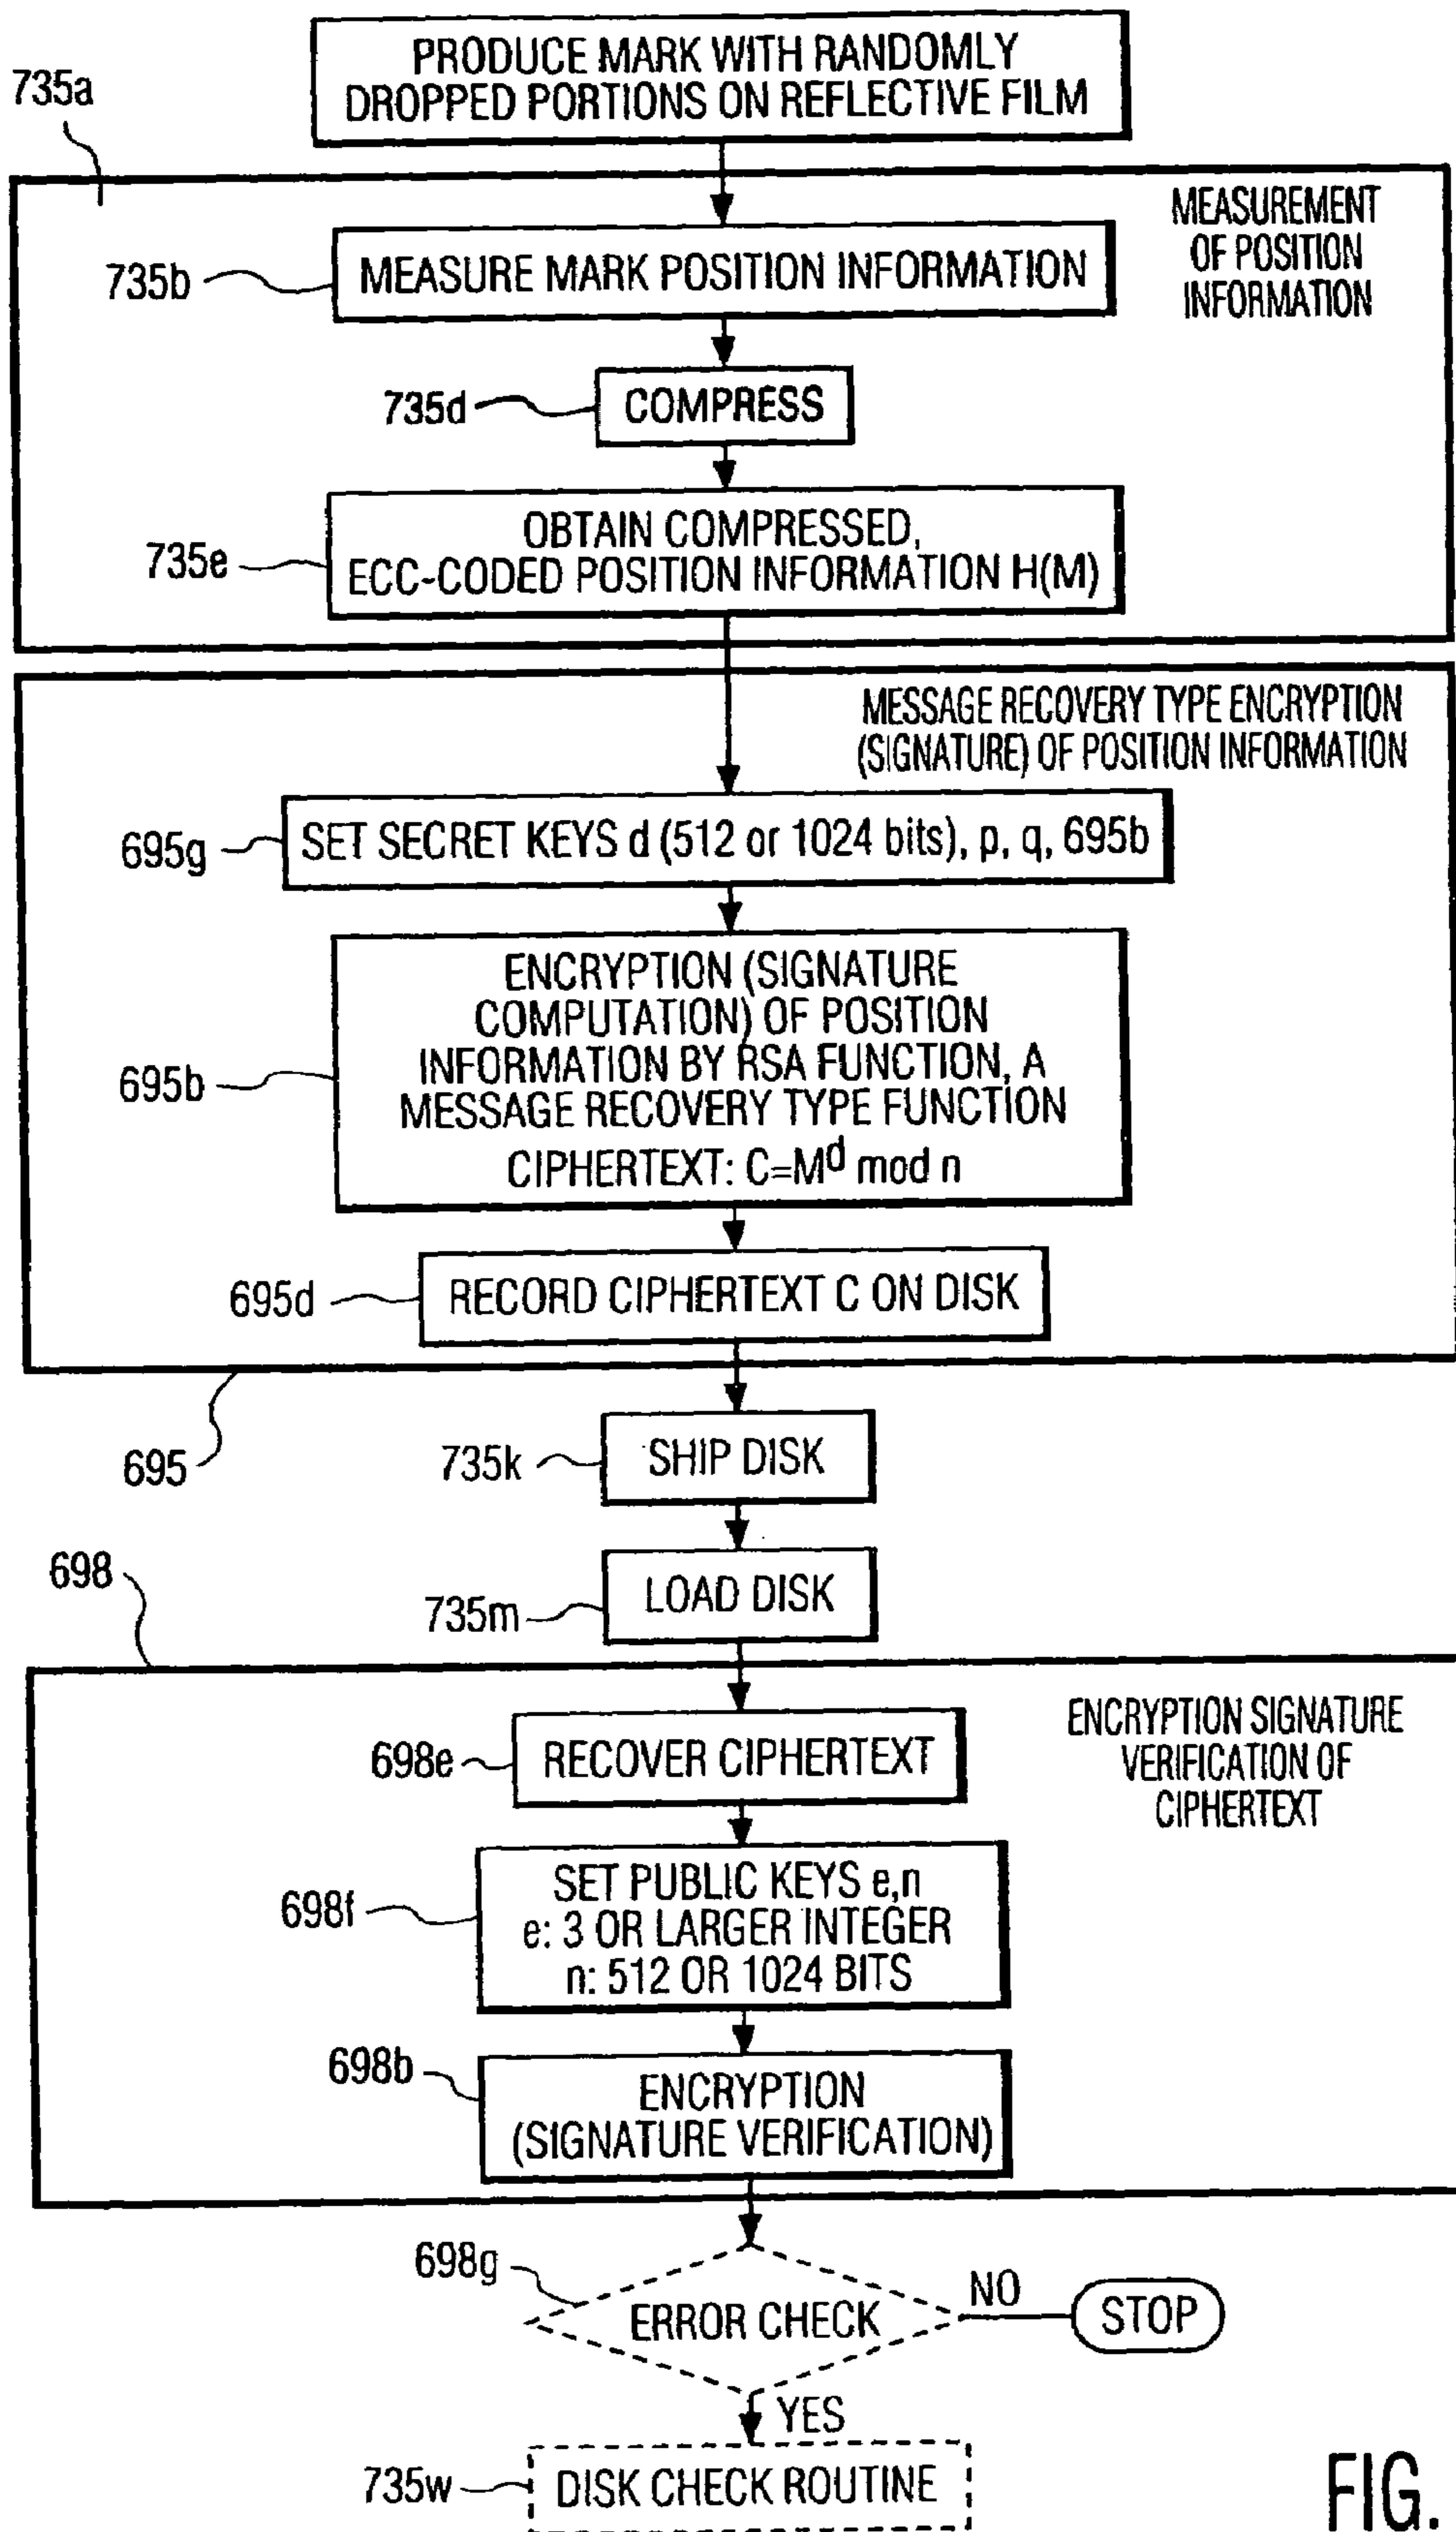 PRODUCE MARK WITH RANDOMLY
DROPPED PORTIONS ON REFLECTIVE FILM
735a
MEASUREMENT
OF POSITION
INFORMATION
735b
MEASURE MARK POSITION INFORMATION
735d
COMPRESS
735e
OBTAIN COMPRESSED,
ECC-CODED POSITION INFORMATION H(M)
MESSAGE RECOVERY TYPE ENCRYPTION
(SIGNATURE) OF POSITION INFORMATION
695g
SET SECRET KEYS d (512 or 1024 bits), p, q, 695b
695b
ENCRYPTION (SIGNATURE
COMPUTATION) OF POSITION
INFORMATION BY RSA FUNCTION, A
MESSAGE RECOVERY TYPE FUNCTION
CIPHERTEXT: C=M^d mod n
695d
RECORD CIPHERTEXT C ON DISK
695
735k
SHIP DISK
698
735m
LOAD DISK
ENCRYPTION SIGNATURE
VERIFICATION OF
CIPHERTEXT
698e
RECOVER CIPHERTEXT
698f
SET PUBLIC KEYS e,n
e: 3 OR LARGER INTEGER
n: 512 OR 1024 BITS
698b
ENCRYPTION
(SIGNATURE VERIFICATION)
698g
ERROR CHECK
NO
STOP
YES
735w
DISK CHECK ROUTINE
FIG.